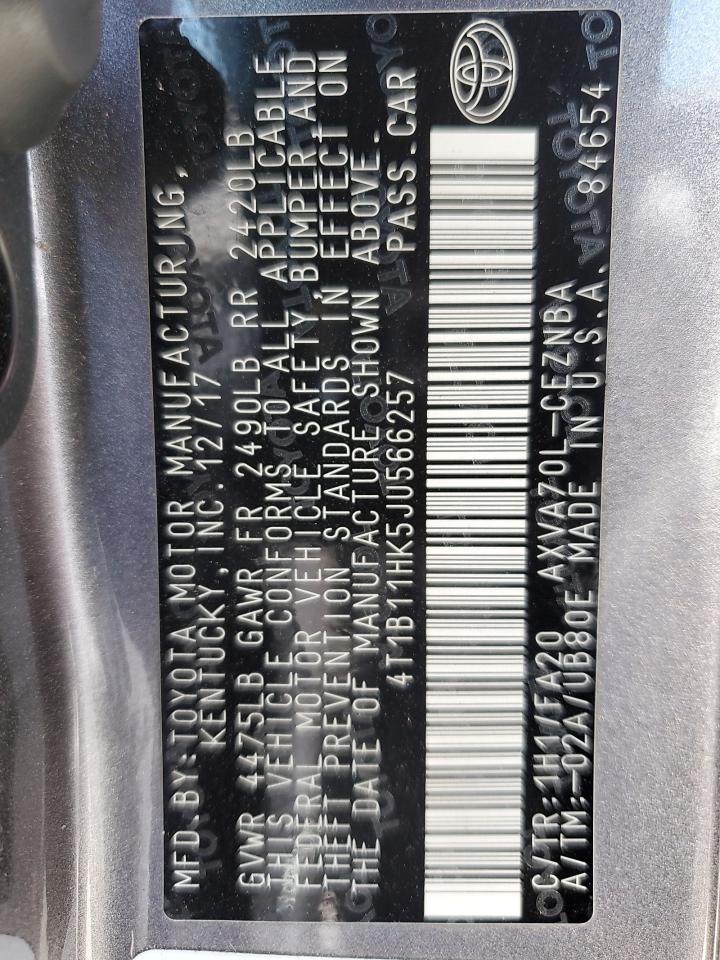 MFD.BY:TOYOTA MOTOR MANUFACTURING,
KENTUCKY,INC.12/17
GVWR 4475LB GAWR FR 2490LB RR 2420LB
THIS VEHICLE CONFORMS TO ALL APPLICABLE
FEDERAL MOTOR VEHICLE SAFETY,BUMPER,AND
THEFT PREVENTION STANDARDS IN EFFECT ON
THE DATE OF MANUFACTURE SHOWN ABOVE.
4T1B11HK5JU566257 PASS.CAR
C/TR:1H1/FA20 AXVA70L-CEZNBA
A/TM:-02A/UB80E MADE IN U.S.A. 84654